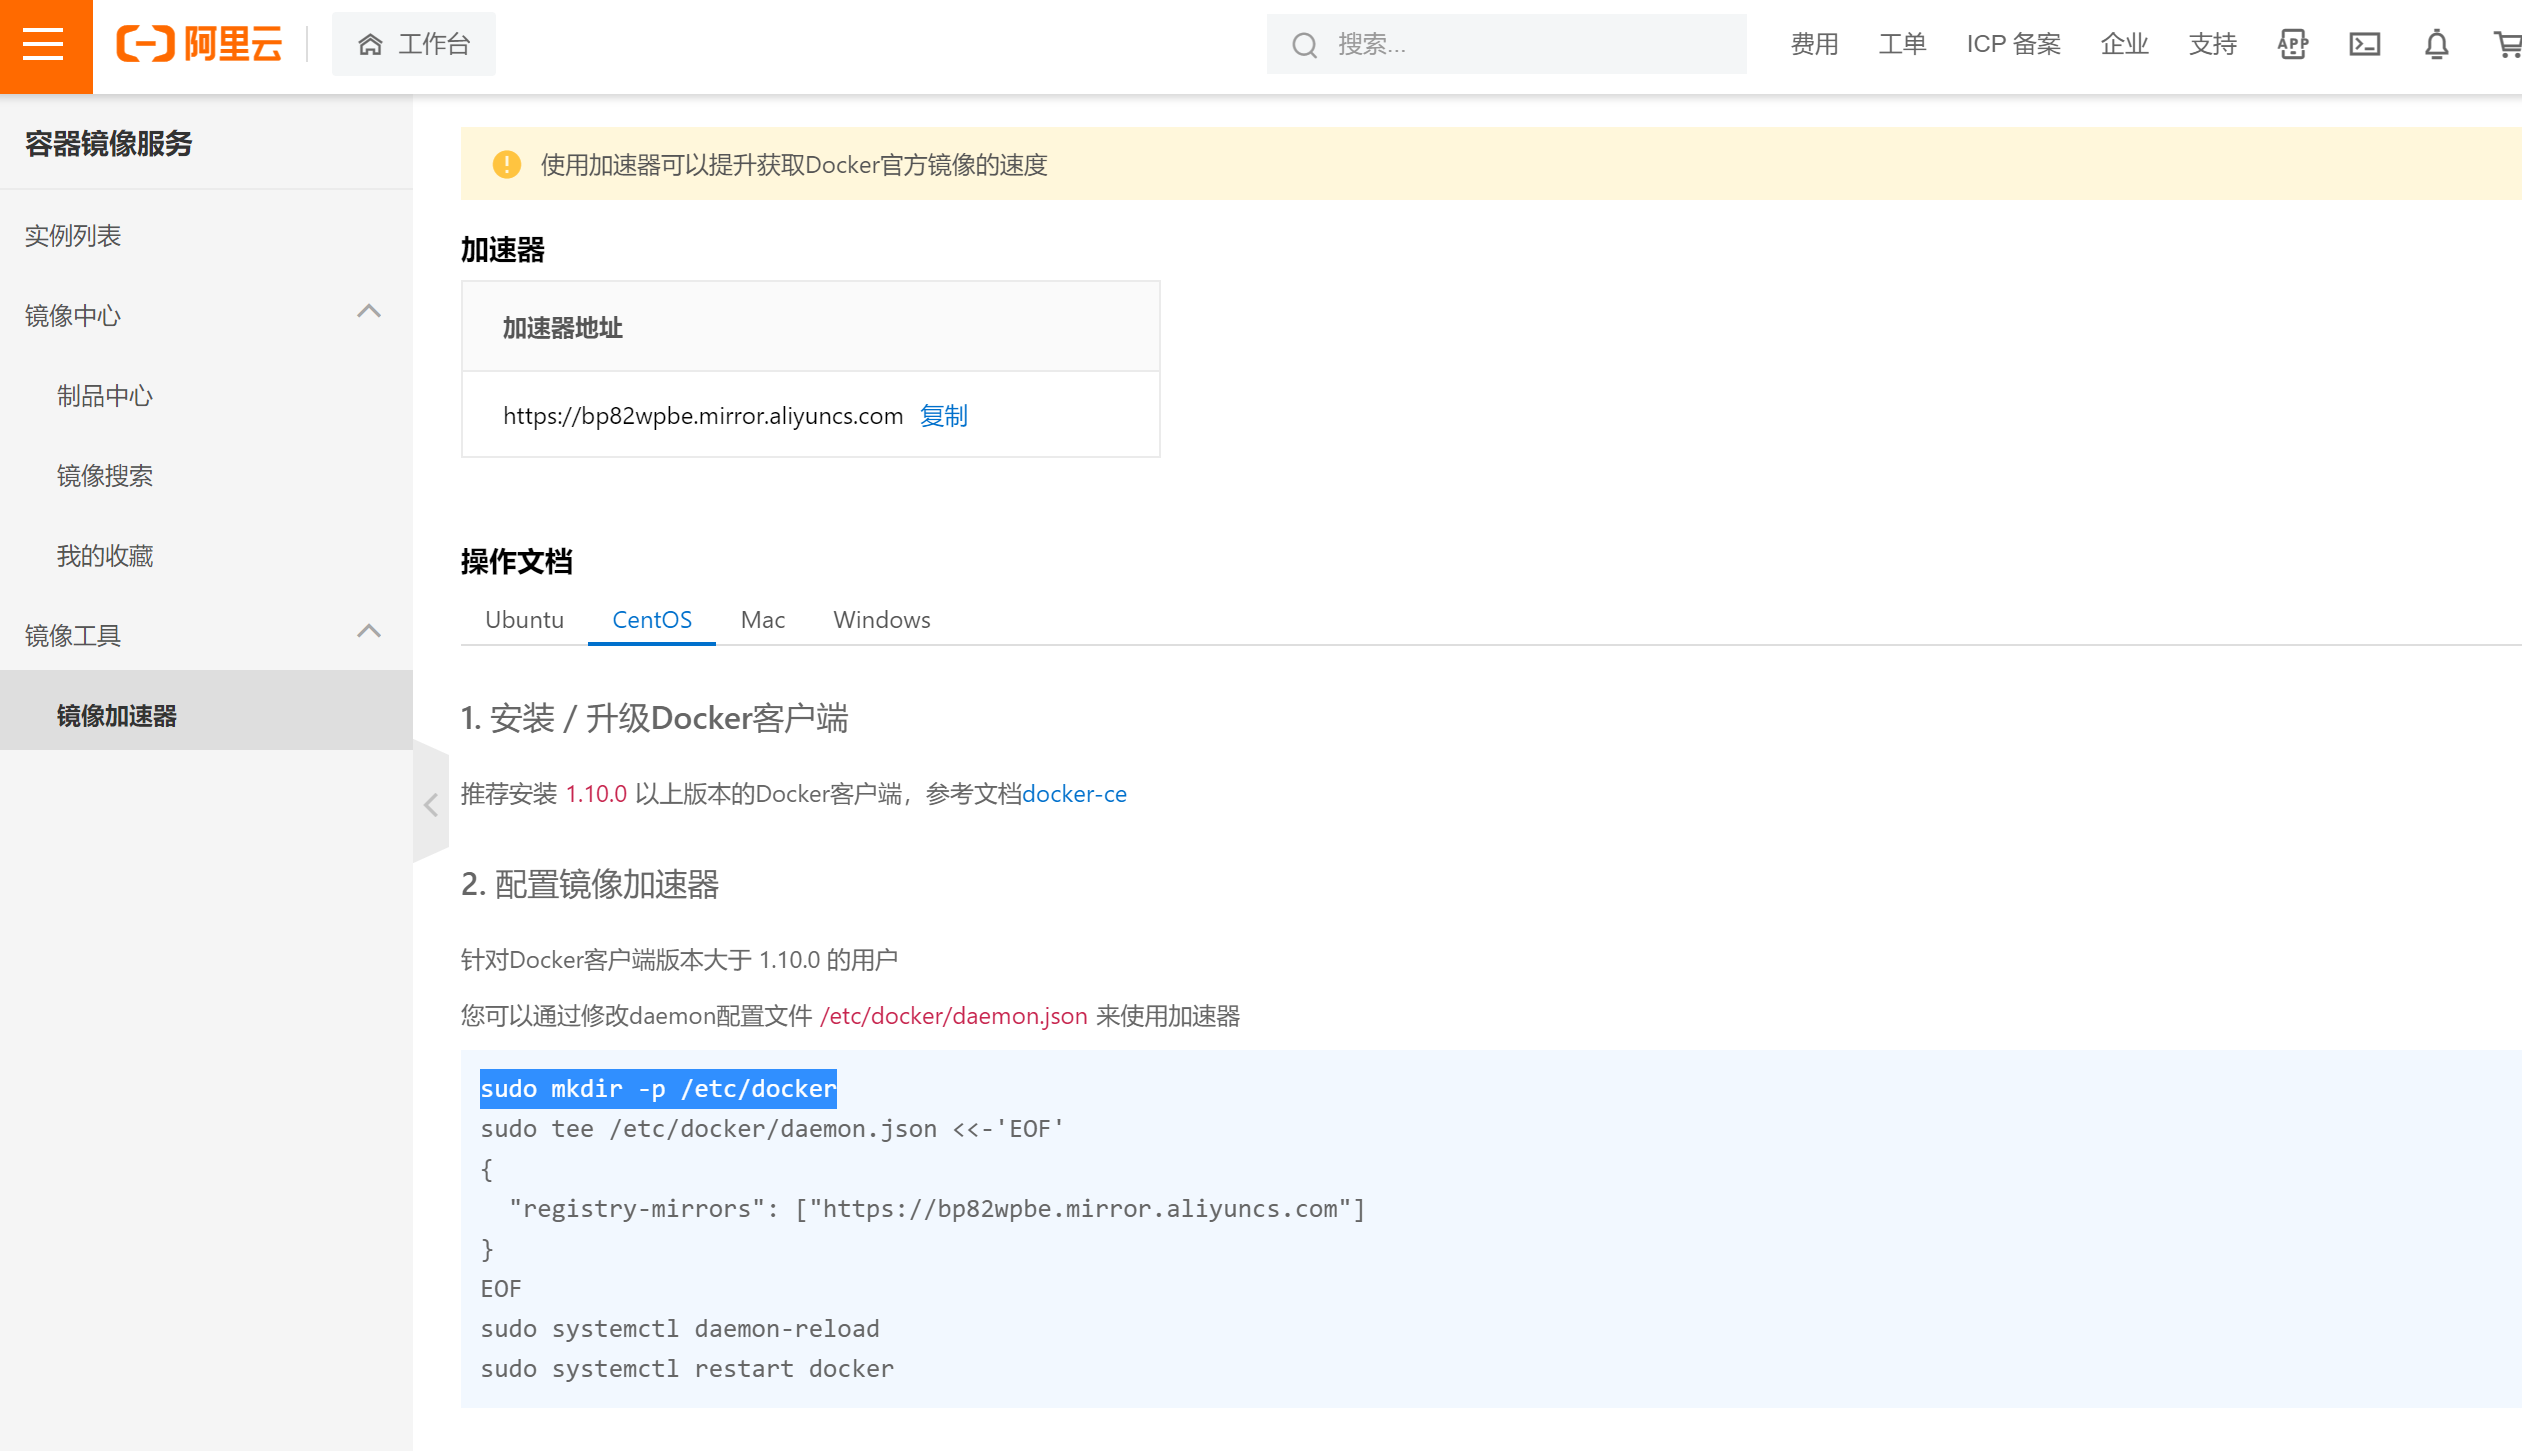 阿里云
工作台
搜索...
费用
工单
ICP 备案
企业
支持
APP
容器镜像服务
实例列表
镜像中心
制品中心
镜像搜索
我的收藏
镜像工具
镜像加速器
使用加速器可以提升获取Docker官方镜像的速度
加速器
加速器地址
https://bp82wpbe.mirror.aliyuncs.com 复制
操作文档
Ubuntu CentOS Mac Windows
1. 安装 / 升级Docker客户端
推荐安装 1.10.0 以上版本的Docker客户端，参考文档docker-ce
2. 配置镜像加速器
针对Docker客户端版本大于 1.10.0 的用户
您可以通过修改daemon配置文件 /etc/docker/daemon.json 来使用加速器
sudo mkdir -p /etc/docker
sudo tee /etc/docker/daemon.json <<-'EOF'
{
  "registry-mirrors": ["https://bp82wpbe.mirror.aliyuncs.com"]
}
EOF
sudo systemctl daemon-reload
sudo systemctl restart docker